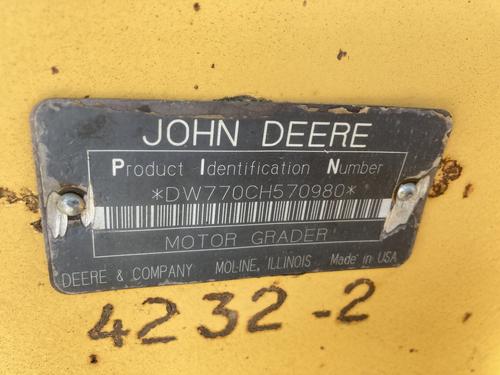 JOHN DEERE
Product Identification Number
*DW770CH570980*
MOTOR GRADER
DEERE & COMPANY MOLINE, ILLINOIS Made in USA
4232-2